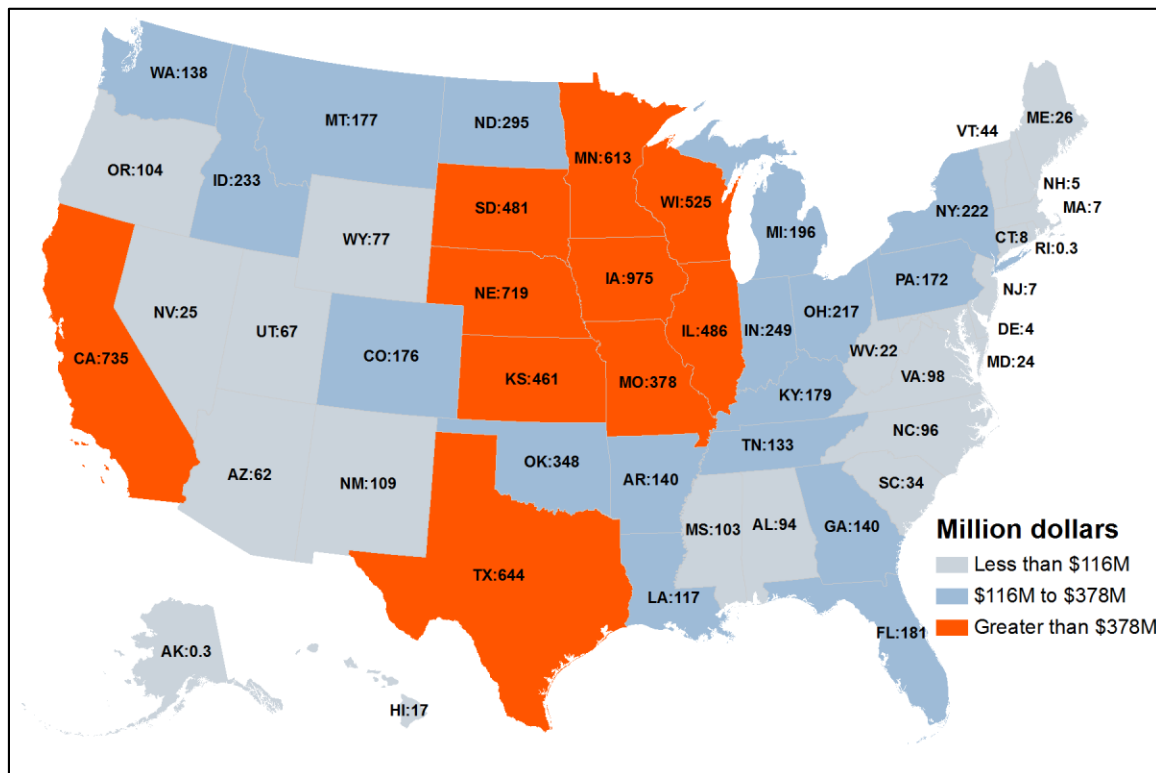 WA:138
MT:177
ND:295
MN:613
VT:44
ME:26
OR:104
ID:233
SD:481
WI:525
NH:5
MA:7
NY:222
WY:77
MI:196
CT:8
RI:0.3
NE:719
IA:975
PA:172
NJ:7
NV:25
UT:67
CO:176
IL:486
IN:249
OH:217
DE:4
CA:735
WV:22
MD:24
KS:461
MO:378
VA:98
KY:179
NC:96
AZ:62
NM:109
OK:348
AR:140
TN:133
SC:34
MS:103
AL:94
GA:140
Million dollars
Less than $116M
TX:644
LA:117
$116M to $378M
FL:181
Greater than $378M
AK:0.3
HI:17